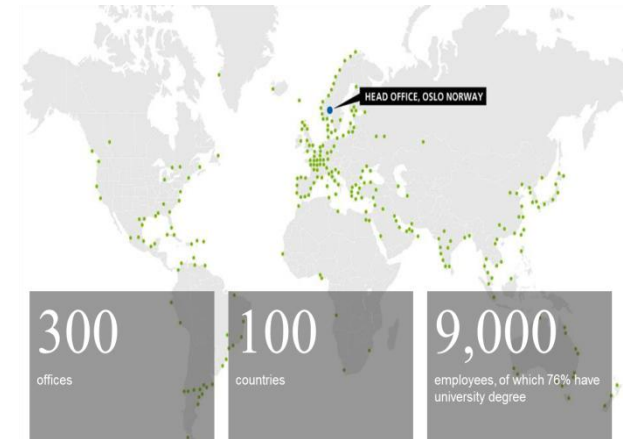 HEAD OFFICE, OSLO NORWAY
300
offices
100
countries
9,000
employees, of which 76% have
university degree